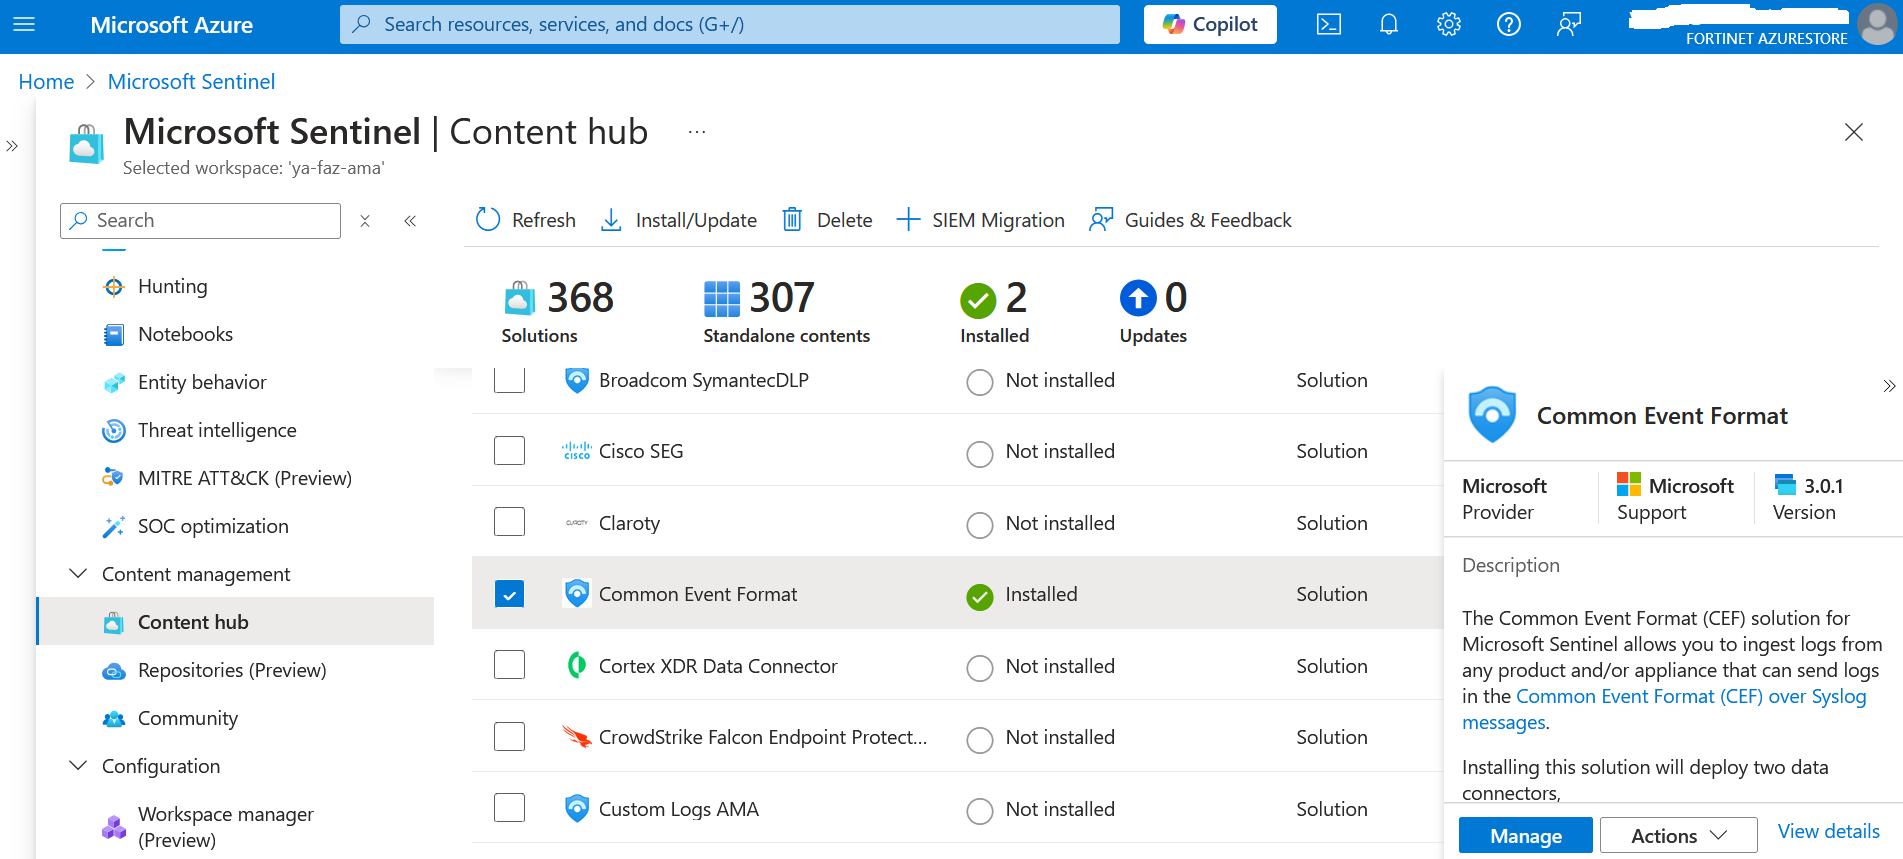 Microsoft Azure
Search resources, services, and docs (G+/)
Copilot
FORTINET AZURESTORE
Home > Microsoft Sentinel
Microsoft Sentinel | Content hub ...
Selected workspace: 'ya-faz-ama'
Search
Hunting
Notebooks
Entity behavior
Threat intelligence
MITRE ATT&CK (Preview)
SOC optimization
Content management
Content hub
Repositories (Preview)
Community
Configuration
Workspace manager
(Preview)
Refresh
Install/Update
Delete
SIEM Migration
Guides & Feedback
368
Solutions
307
Standalone contents
2
Installed
0
Updates
Broadcom SymantecDLP Not installed Solution
CISCO Cisco SEG Not installed Solution
CLAROTY Claroty Not installed Solution
Common Event Format Installed Solution
Cortex XDR Data Connector Not installed Solution
CrowdStrike Falcon Endpoint Protect... Not installed Solution
Custom Logs AMA Not installed Solution
Common Event Format
Microsoft
Provider
Microsoft
Support
3.0.1
Version
Description
The Common Event Format (CEF) solution for
Microsoft Sentinel allows you to ingest logs from
any product and/or appliance that can send logs
in the Common Event Format (CEF) over Syslog
messages.
Installing this solution will deploy two data
connectors,
Manage
Actions
View details